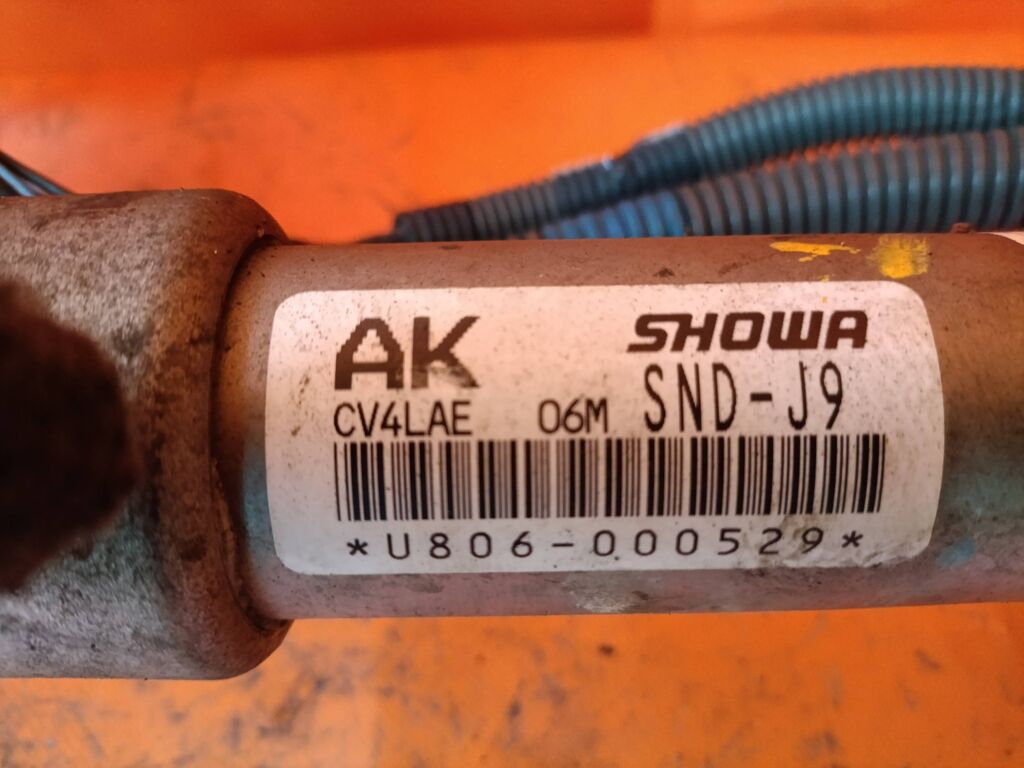 AK SHOWA
CV4LAE 06M SND-J9
*U806-000529*